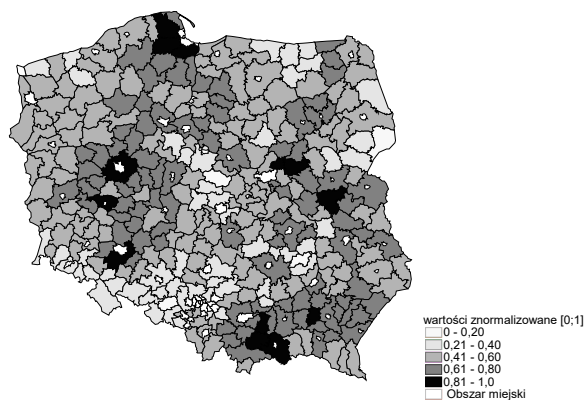 wartości znormalizowane [0;1]
0 - 0,20
0,21 - 0,40
0,41 - 0,60
0,61 - 0,80
0,81 - 1,0
Obszar miejski